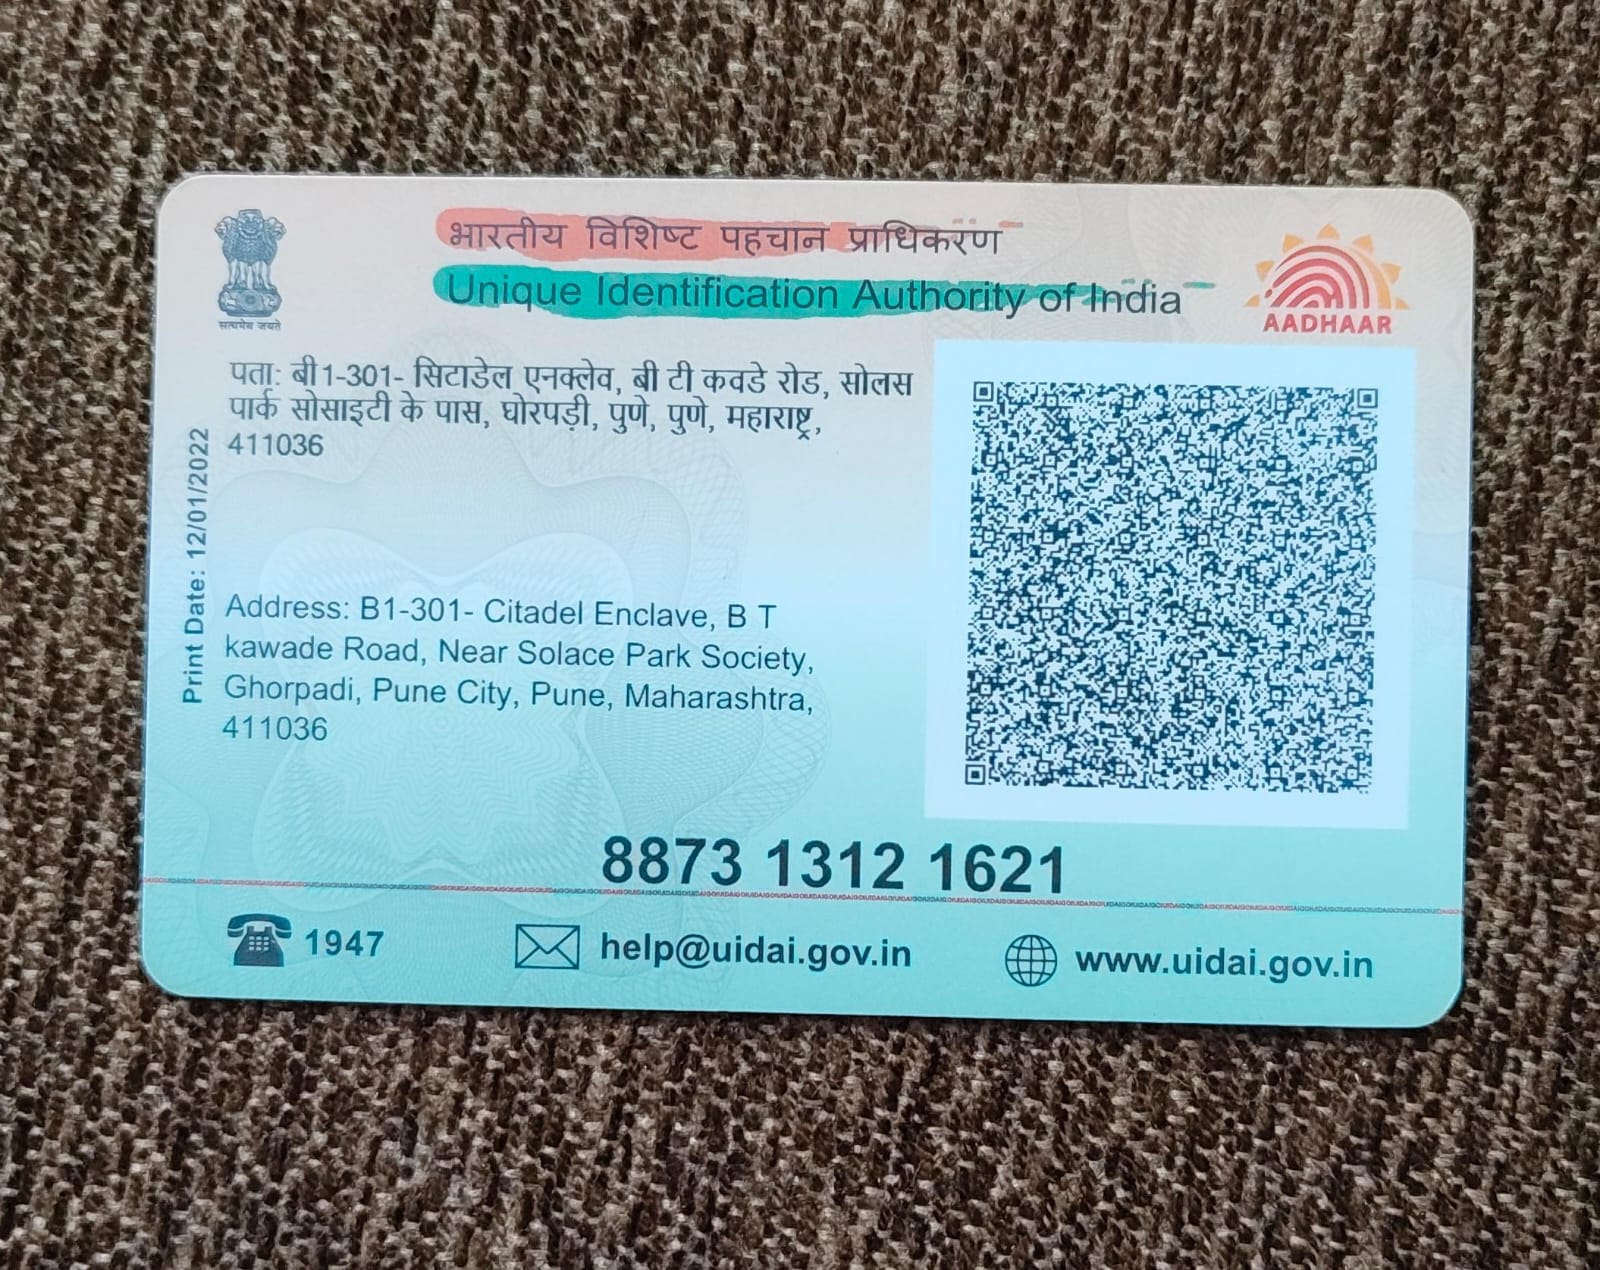 भारतीय विशिष्ट पहचान प्राधिकरण
Unique Identification Authority of India
सत्यमेव जयते
AADHAAR
पता: बी1-301- सिटाडेल एनक्लेव, बी टी कवडे रोड, सोलस
पार्क सोसाइटी के पास, घोरपड़ी, पुणे, पुणे, महाराष्ट्र,
411036
Print Date: 12/01/2022
Address: B1-301- Citadel Enclave, B T
kawade Road, Near Solace Park Society,
Ghorpadi, Pune City, Pune, Maharashtra,
411036
8873 1312 1621
1947
help@uidai.gov.in
www.uidai.gov.in